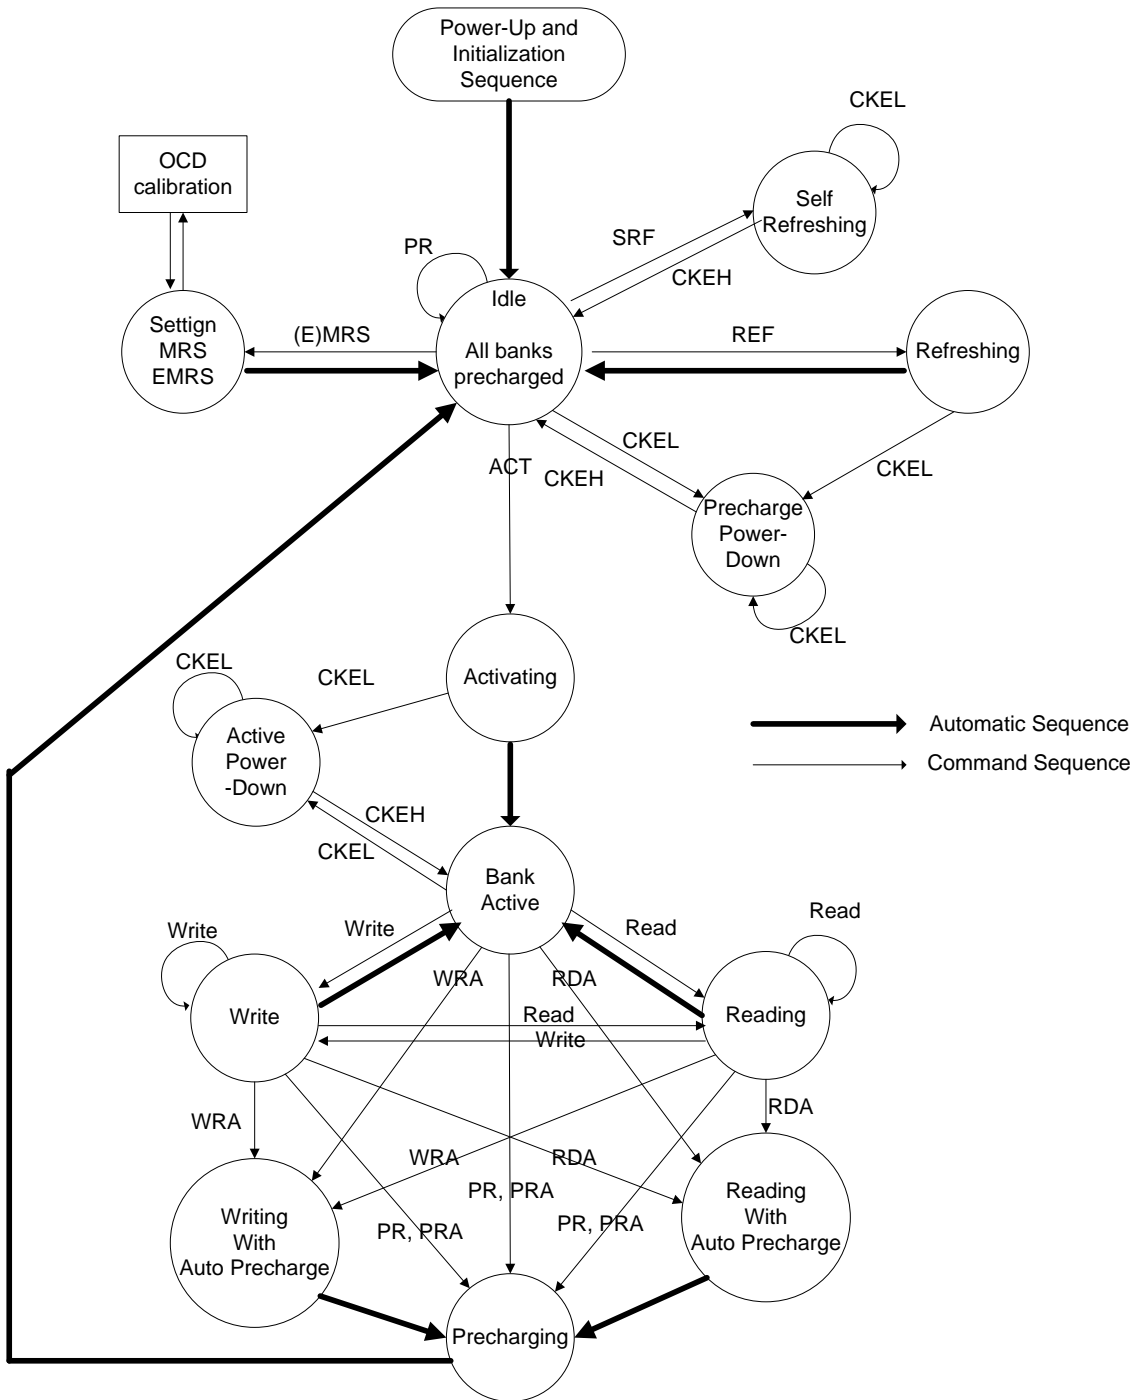 Power-Up and
Initialization
Sequence
CKEL
OCD
calibration
Self
Refreshing
SRF
PR
CKEH
Idle
Settign
MRS
EMRS
(E)MRS
All banks
precharged
REF
Refreshing
CKEL
ACT
CKEH
CKEL
Precharge
Power-
Down
CKEL
CKEL
CKEL
Activating
Active
Power
-Down
Automatic Sequence
Command Sequence
CKEH
CKEL
Bank
Active
Write
Write
Read
Read
WRA
RDA
Write
Read
Write
Reading
WRA
RDA
WRA
RDA
PR, PRA
PR, PRA
PR, PRA
Writing
With
Auto Precharge
Reading
With
Auto Precharge
Precharging